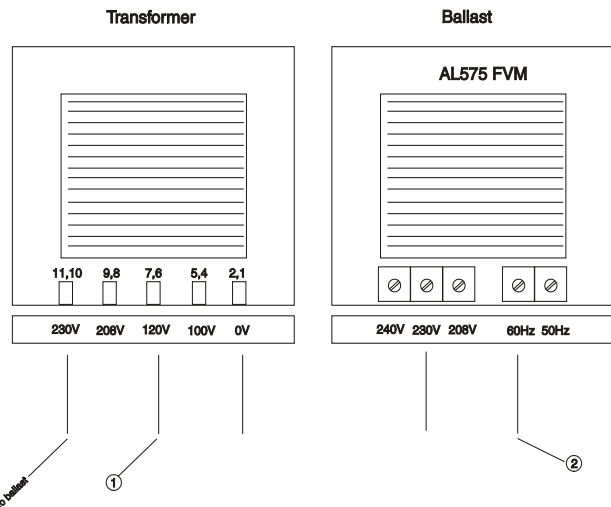 Transformer
Ballast
AL575 FVM
11,10 9,8 7,6 5,4 2,1
230V 208V 120V 100V 0V
240V 230V 208V 60Hz 50Hz
ballast
1
2